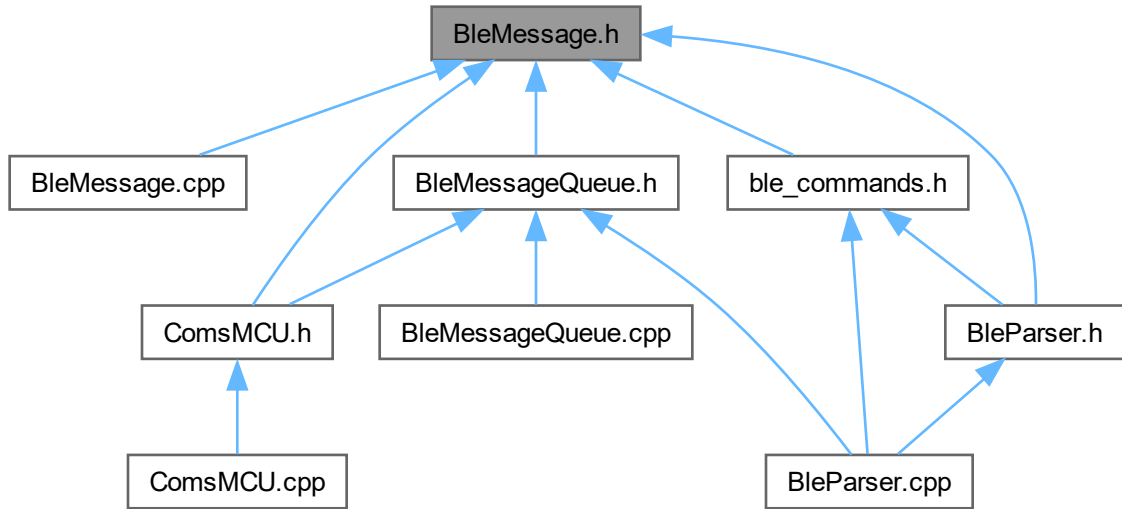 BleMessage.h
BleMessage.cpp
BleMessageQueue.h
ble_commands.h
ComsMCU.h
BleMessageQueue.cpp
BleParser.h
ComsMCU.cpp
BleParser.cpp